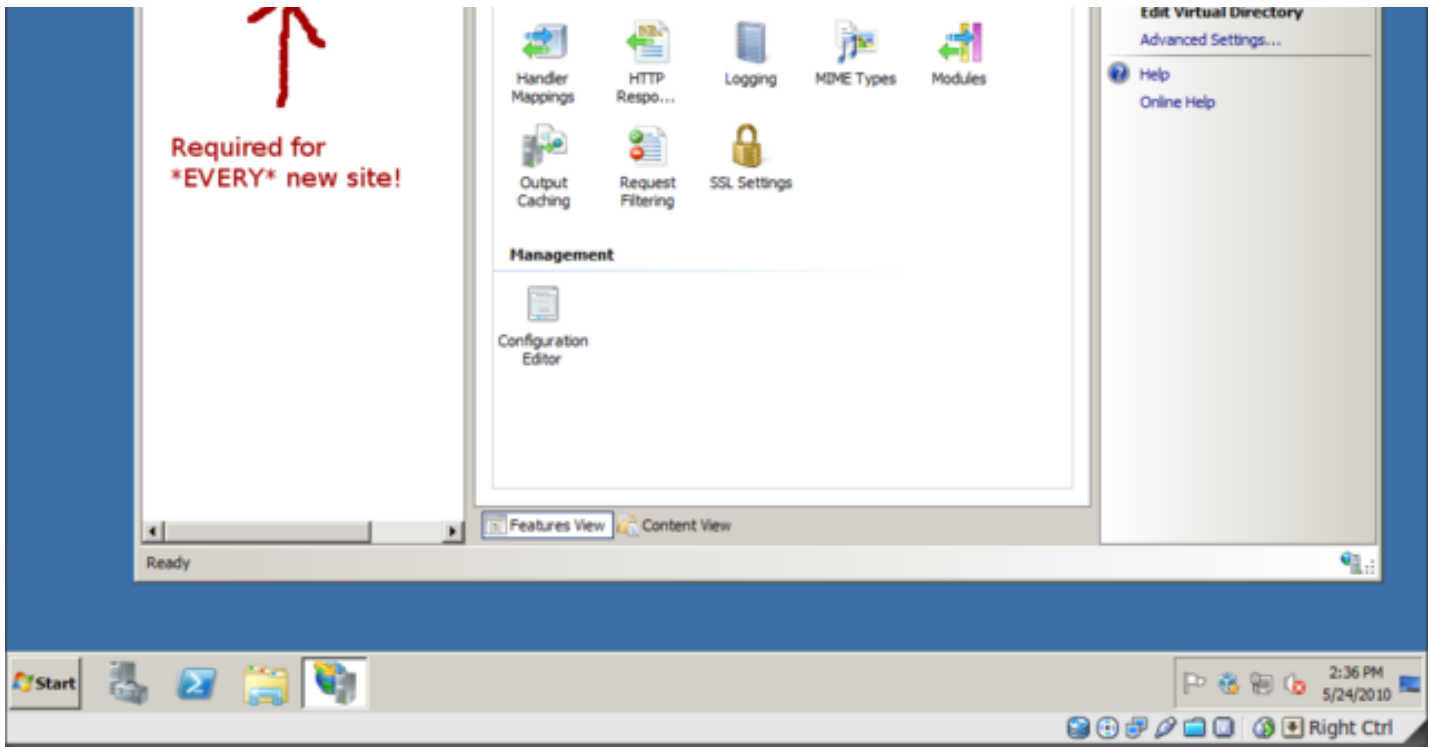 Edit Virtual Directory
Advanced Settings...
Help
Online Help
Handler
Mappings
HTTP
Respo...
Logging
MIME Types
Modules
Required for
*EVERY* new site!
Output
Caching
Request
Filtering
SSL Settings
Management
Configuration
Editor
Features View
Content View
Ready
Start
2:36 PM
5/24/2010
Right Ctrl